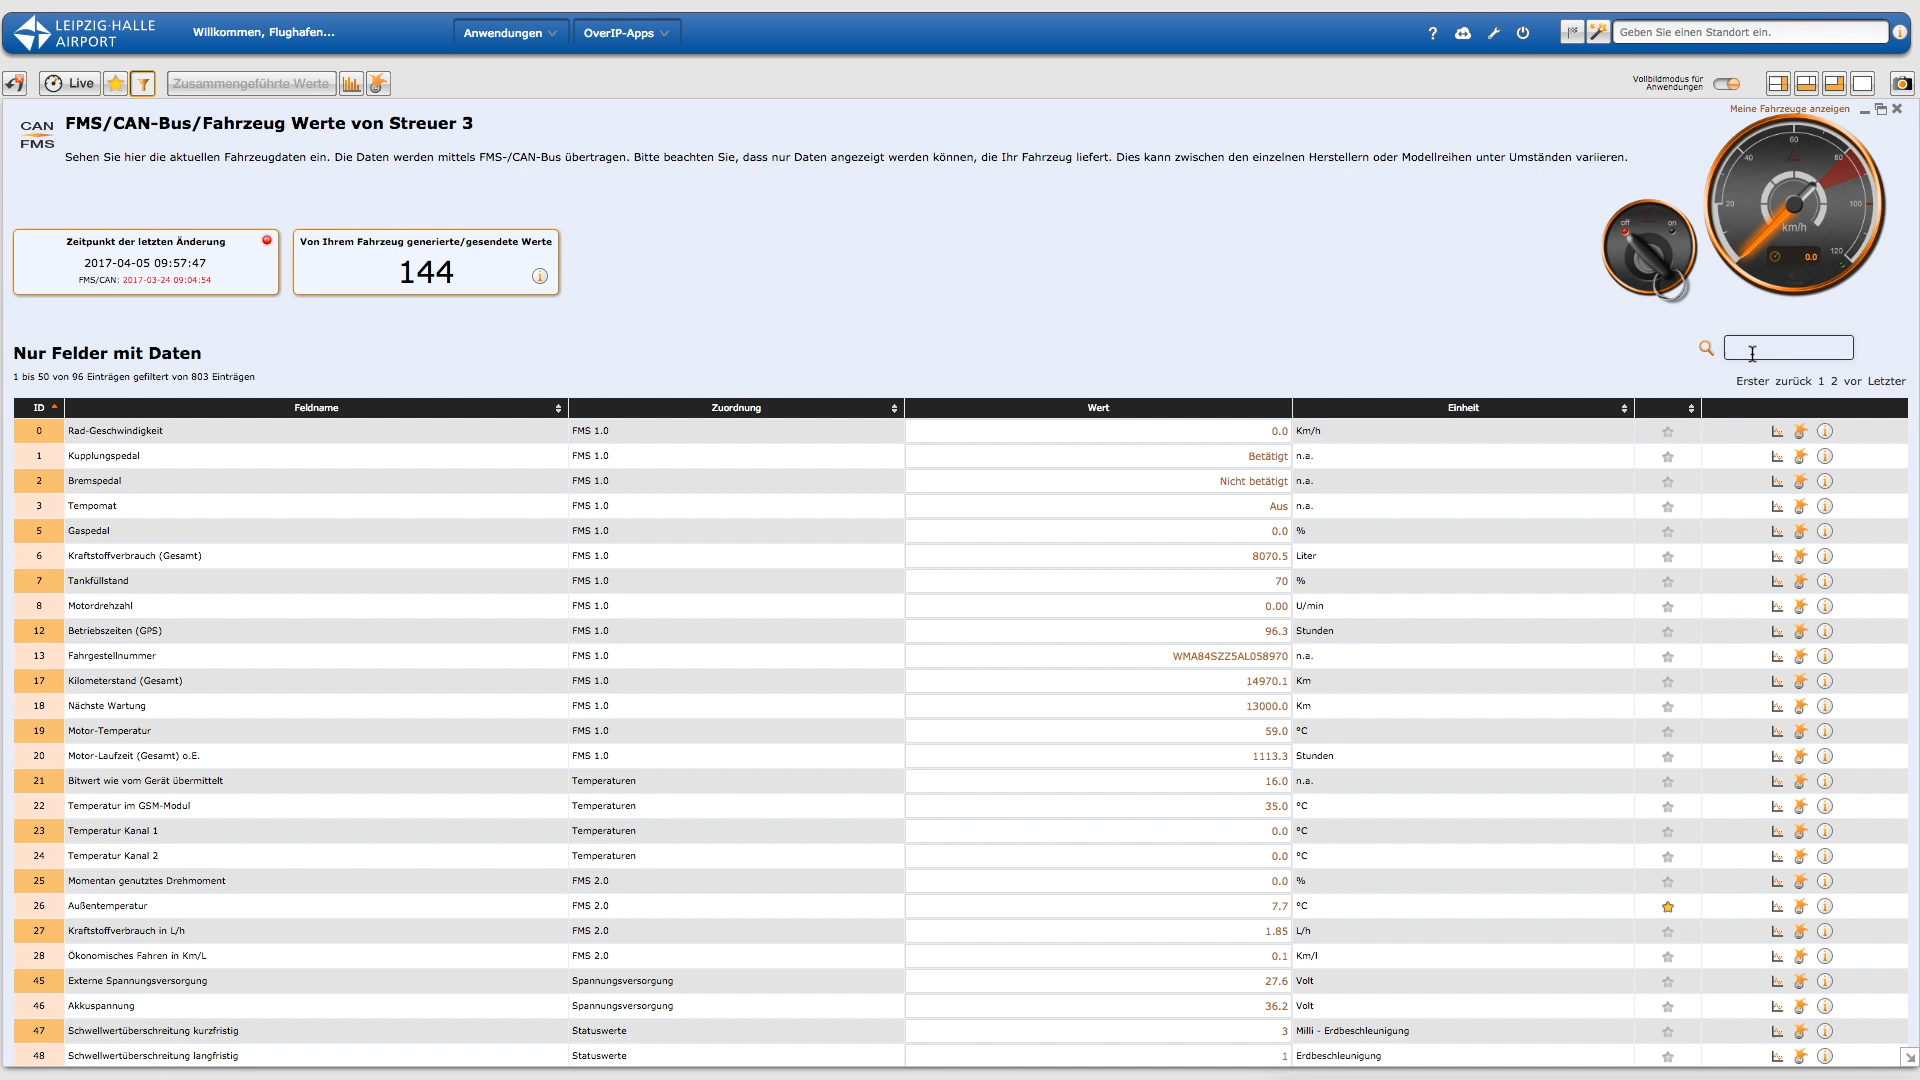 LEIPZIG·HALLE
AIRPORT
Willkommen, Flughafen...
Anwendungen
OverIP-Apps
?
Geben Sie einen Standort ein.
Live
Zusammengeführte Werte
Vollbildmodus für
Anwendungen
Meine Fahrzeuge anzeigen
CAN
FMS
FMS/CAN-Bus/Fahrzeug Werte von Streuer 3
Sehen Sie hier die aktuellen Fahrzeugdaten ein. Die Daten werden mittels FMS-/CAN-Bus übertragen. Bitte beachten Sie, dass nur Daten angezeigt werden können, die Ihr Fahrzeug liefert. Dies kann zwischen den einzelnen Herstellern oder Modellreihen unter Umständen variieren.
off on
20 40 60 80 100 120
km/h
0.0
Zeitpunkt der letzten Änderung
2017-04-05 09:57:47
FMS/CAN: 2017-03-24 09:04:54
Von Ihrem Fahrzeug generierte/gesendete Werte
144
Nur Felder mit Daten
1 bis 50 von 96 Einträgen gefiltert von 803 Einträgen
Erster zurück 1 2 vor Letzter
ID Feldname Zuordnung Wert Einheit
0 Rad-Geschwindigkeit FMS 1.0 0.0 Km/h
1 Kupplungspedal FMS 1.0 Betätigt n.a.
2 Bremspedal FMS 1.0 Nicht betätigt n.a.
3 Tempomat FMS 1.0 Aus n.a.
5 Gaspedal FMS 1.0 0.0 %
6 Kraftstoffverbrauch (Gesamt) FMS 1.0 8070.5 Liter
7 Tankfüllstand FMS 1.0 70 %
8 Motordrehzahl FMS 1.0 0.00 U/min
12 Betriebszeiten (GPS) FMS 1.0 96.3 Stunden
13 Fahrgestellnummer FMS 1.0 WMA84SZZ5AL058970 n.a.
17 Kilometerstand (Gesamt) FMS 1.0 14970.1 Km
18 Nächste Wartung FMS 1.0 13000.0 Km
19 Motor-Temperatur FMS 1.0 59.0 °C
20 Motor-Laufzeit (Gesamt) o.E. FMS 1.0 1113.3 Stunden
21 Bitwert wie vom Gerät übermittelt Temperaturen 16.0 n.a.
22 Temperatur im GSM-Modul Temperaturen 35.0 °C
23 Temperatur Kanal 1 Temperaturen 0.0 °C
24 Temperatur Kanal 2 Temperaturen 0.0 °C
25 Momentan genutztes Drehmoment FMS 2.0 0.0 %
26 Außentemperatur FMS 2.0 7.7 °C
27 Kraftstoffverbrauch in L/h FMS 2.0 1.85 L/h
28 Ökonomisches Fahren in Km/L FMS 2.0 0.1 Km/l
45 Externe Spannungsversorgung Spannungsversorgung 27.6 Volt
46 Akkuspannung Spannungsversorgung 36.2 Volt
47 Schwellwertüberschreitung kurzfristig Statuswerte 3 Milli - Erdbeschleunigung
48 Schwellwertüberschreitung langfristig Statuswerte 1 Erdbeschleunigung